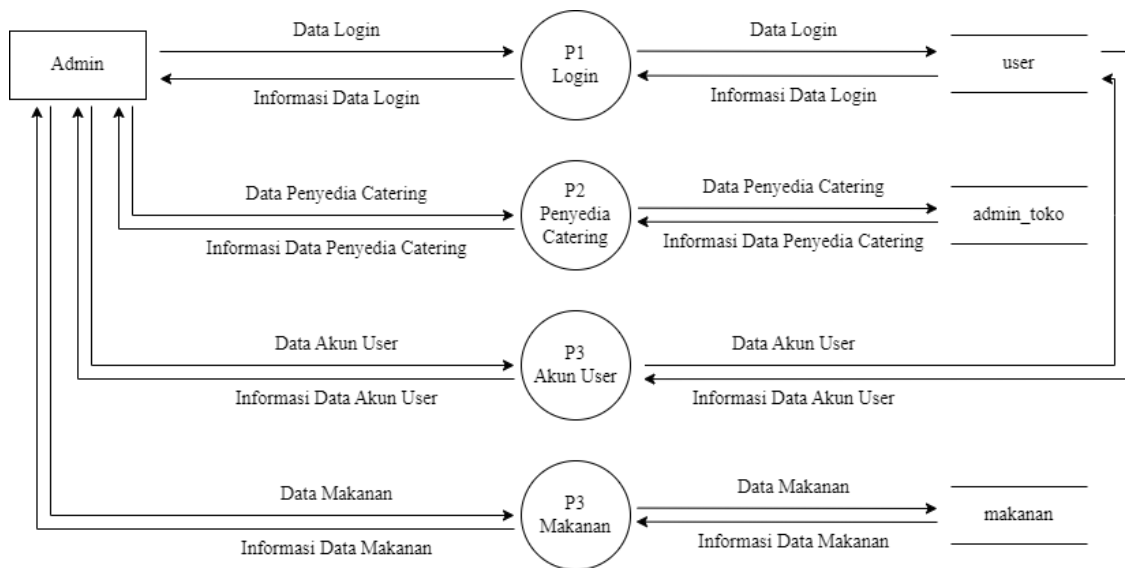 Data Login
Data Login
Admin
P1
Login
user
Informasi Data Login
Informasi Data Login
Data Penyedia Catering
P2
Penyedia
Catering
Data Penyedia Catering
admin_toko
Informasi Data Penyedia Catering
Informasi Data Penyedia Catering
Data Akun User
P3
Akun User
Data Akun User
Informasi Data Akun User
Informasi Data Akun User
Data Makanan
P3
Makanan
Data Makanan
makanan
Informasi Data Makanan
Informasi Data Makanan